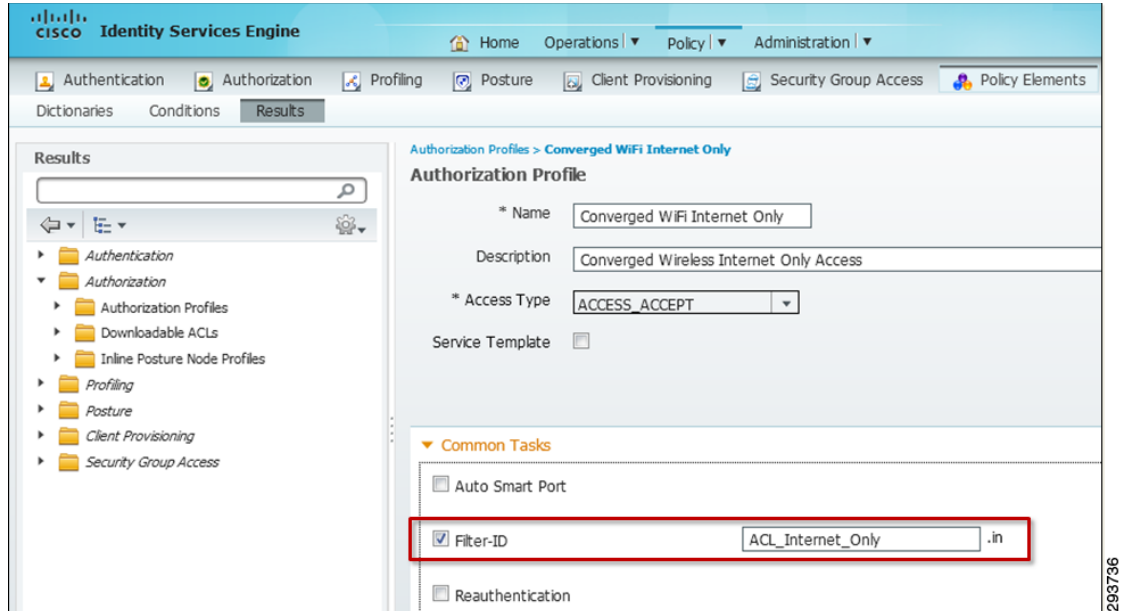 CISCO Identity Services Engine
Home Operations Policy Administration
Authentication Authorization Profiling Posture Client Provisioning Security Group Access Policy Elements
Dictionaries Conditions Results
Results
Authentication
Authorization
Authorization Profiles
Downloadable ACLs
Inline Posture Node Profiles
Profiling
Posture
Client Provisioning
Security Group Access
Authorization Profiles > Converged WiFi Internet Only
Authorization Profile
* Name Converged WiFi Internet Only
Description Converged Wireless Internet Only Access
* Access Type ACCESS_ACCEPT
Service Template
Common Tasks
Auto Smart Port
Filter-ID ACL_Internet_Only .in
Reauthentication
293736